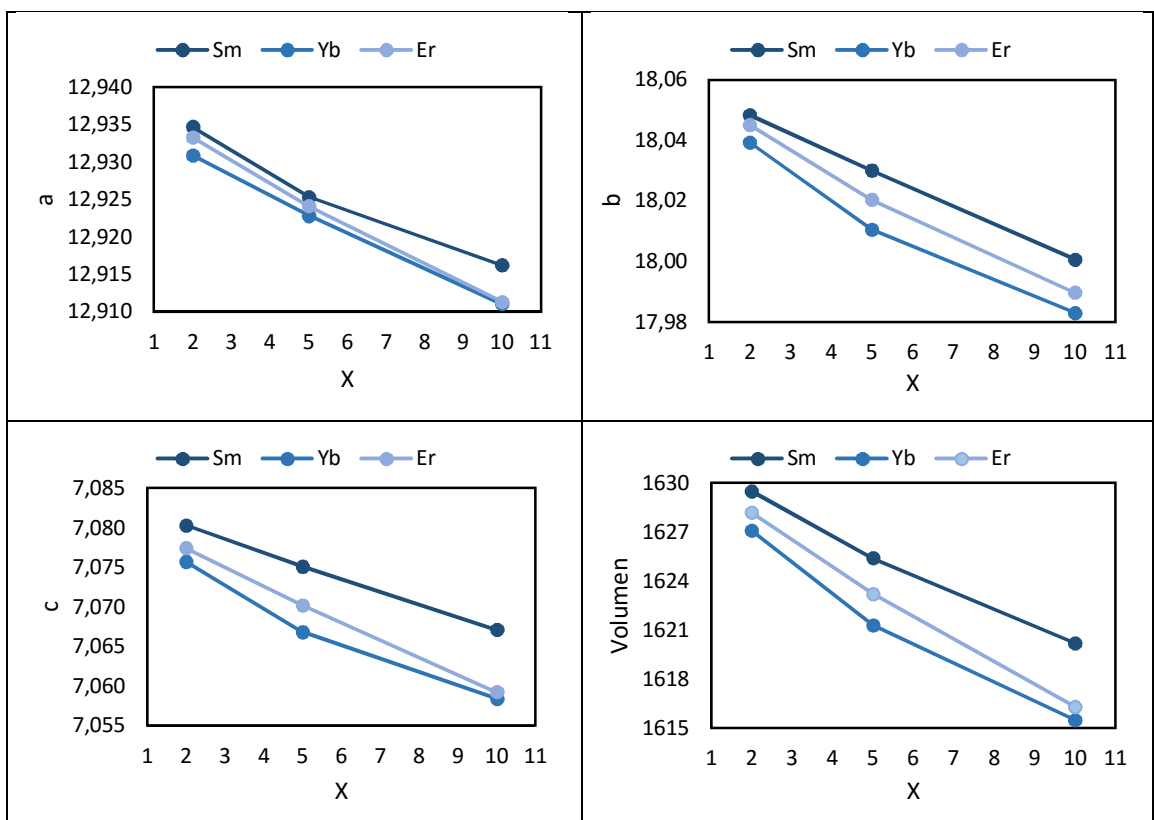 Sm Yb Er
12,940
12,935
12,930
12,925
12,920
12,915
12,910
a
1 2 3 4 5 6 7 8 9 10 11
X
Sm Yb Er
18,06
18,04
18,02
18,00
17,98
b
1 2 3 4 5 6 7 8 9 10 11
X
Sm Yb Er
7,085
7,080
7,075
7,070
7,065
7,060
7,055
c
1 2 3 4 5 6 7 8 9 10 11
X
Sm Yb Er
1630
1627
1624
1621
1618
1615
Volumen
1 2 3 4 5 6 7 8 9 10 11
X